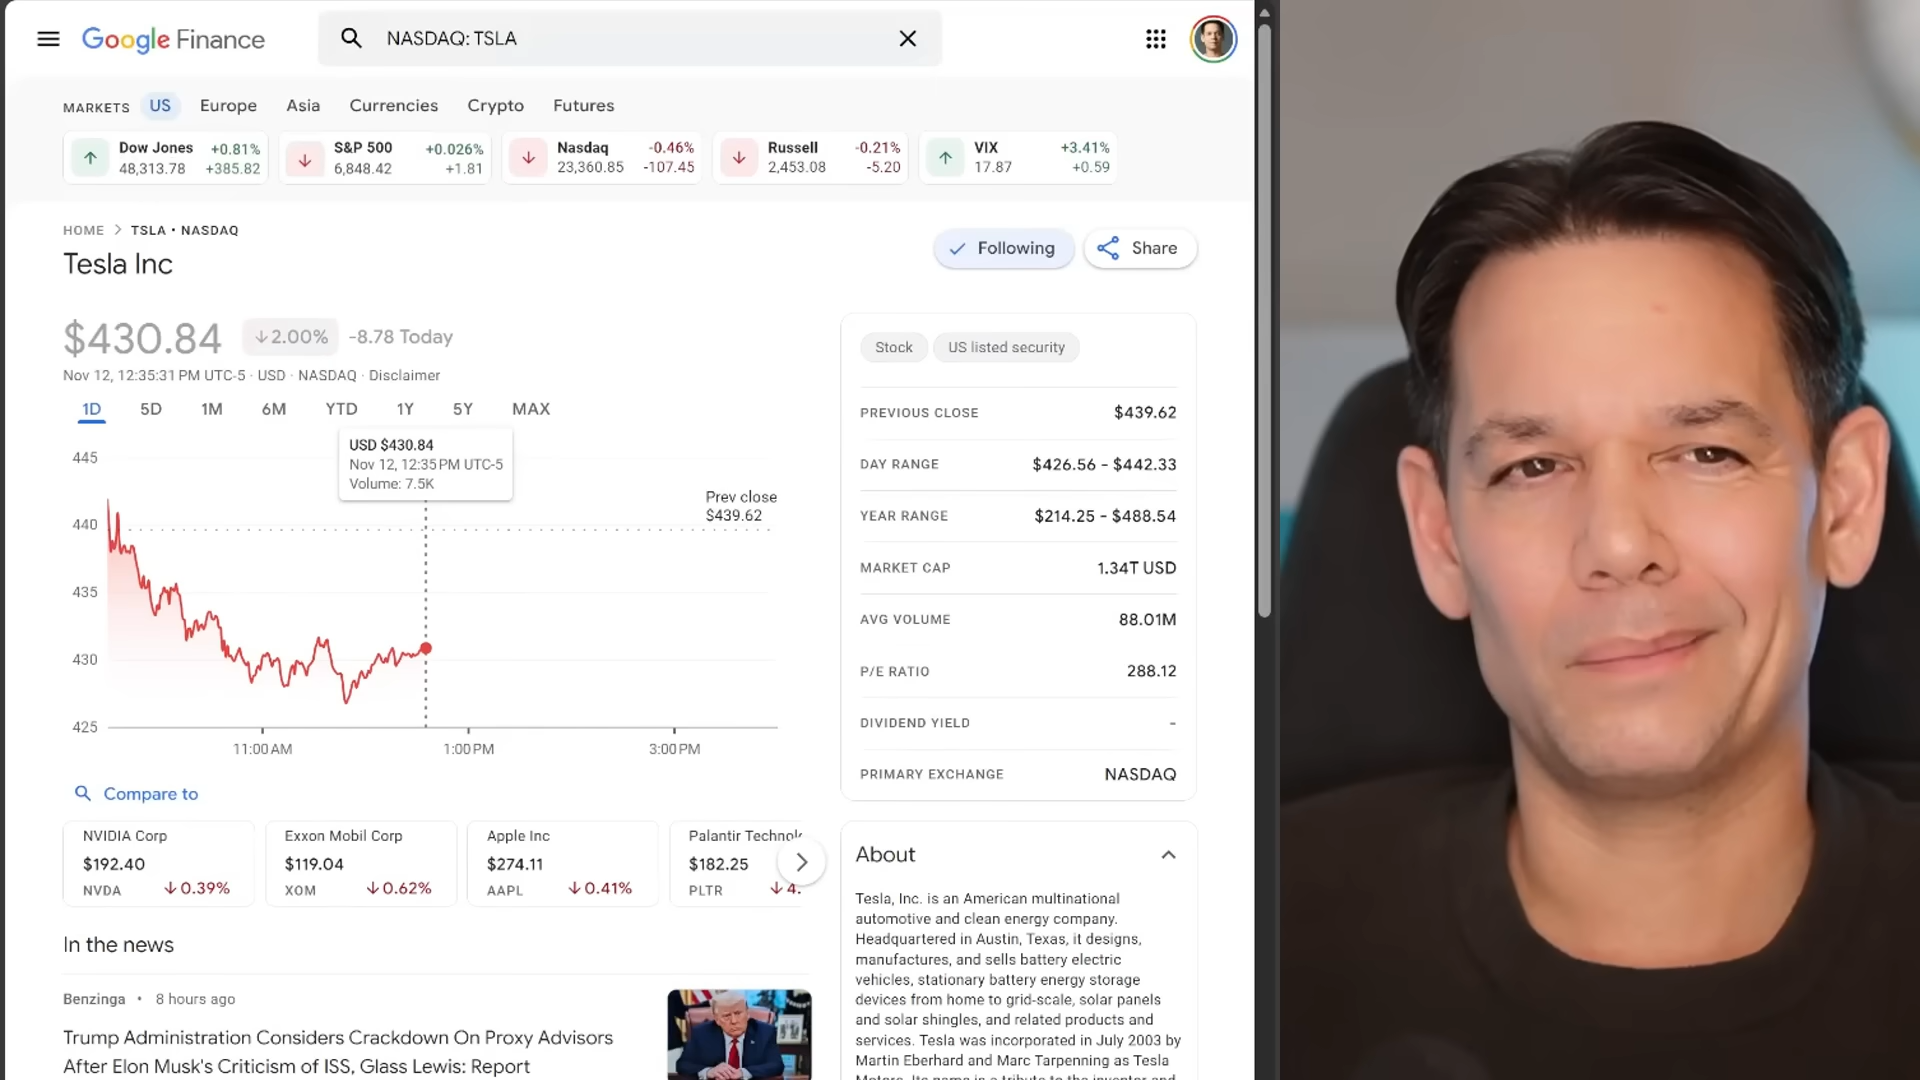 Google Finance
NASDAQ: TSLA
MARKETS US Europe Asia Currencies Crypto Futures
Dow Jones +0.81%
48,313.78 +385.82
S&P 500 +0.026%
6,848.42 +1.81
Nasdaq -0.46%
23,360.85 -107.45
Russell -0.21%
2,453.08 -5.20
VIX +3.41%
17.87 +0.59
HOME > TSLA • NASDAQ
Tesla Inc
Following
Share
$430.84 ↓2.00% -8.78 Today
Nov 12, 12:35:31 PM UTC-5 · USD · NASDAQ · Disclaimer
1D 5D 1M 6M YTD 1Y 5Y MAX
USD $430.84
Nov 12, 12:35 PM UTC-5
Volume: 7.5K
Prev close
$439.62
445
440
435
430
425
11:00 AM 1:00 PM 3:00 PM
Stock
US listed security
PREVIOUS CLOSE $439.62
DAY RANGE $426.56 - $442.33
YEAR RANGE $214.25 - $488.54
MARKET CAP 1.34T USD
AVG VOLUME 88.01M
P/E RATIO 288.12
DIVIDEND YIELD -
PRIMARY EXCHANGE NASDAQ
Compare to
NVIDIA Corp
$192.40
NVDA ↓0.39%
Exxon Mobil Corp
$119.04
XOM ↓0.62%
Apple Inc
$274.11
AAPL ↓0.41%
Palantir
$182.25
PLTR ↓4.
In the news
Benzinga • 8 hours ago
Trump Administration Considers Crackdown On Proxy Advisors
After Elon Musk's Criticism of ISS, Glass Lewis: Report
About
Tesla, Inc. is an American multinational
automotive and clean energy company.
Headquartered in Austin, Texas, it designs,
manufactures, and sells battery electric
vehicles, stationary battery energy storage
devices from home to grid-scale, solar panels
and solar shingles, and related products and
services. Tesla was incorporated in July 2003 by
Martin Eberhard and Marc Tarpenning as Tesla